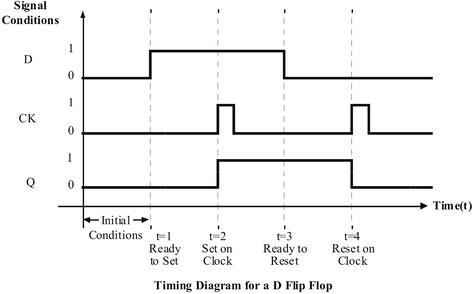 Signal
Conditions
D
1
0
CK
1
0
Q
1
0
Time(t)
Initial
Conditions
t=1
Ready
to Set
t=2
Set on
Clock
t=3
Ready to
Reset
t=4
Reset on
Clock
Timing Diagram for a D Flip Flop